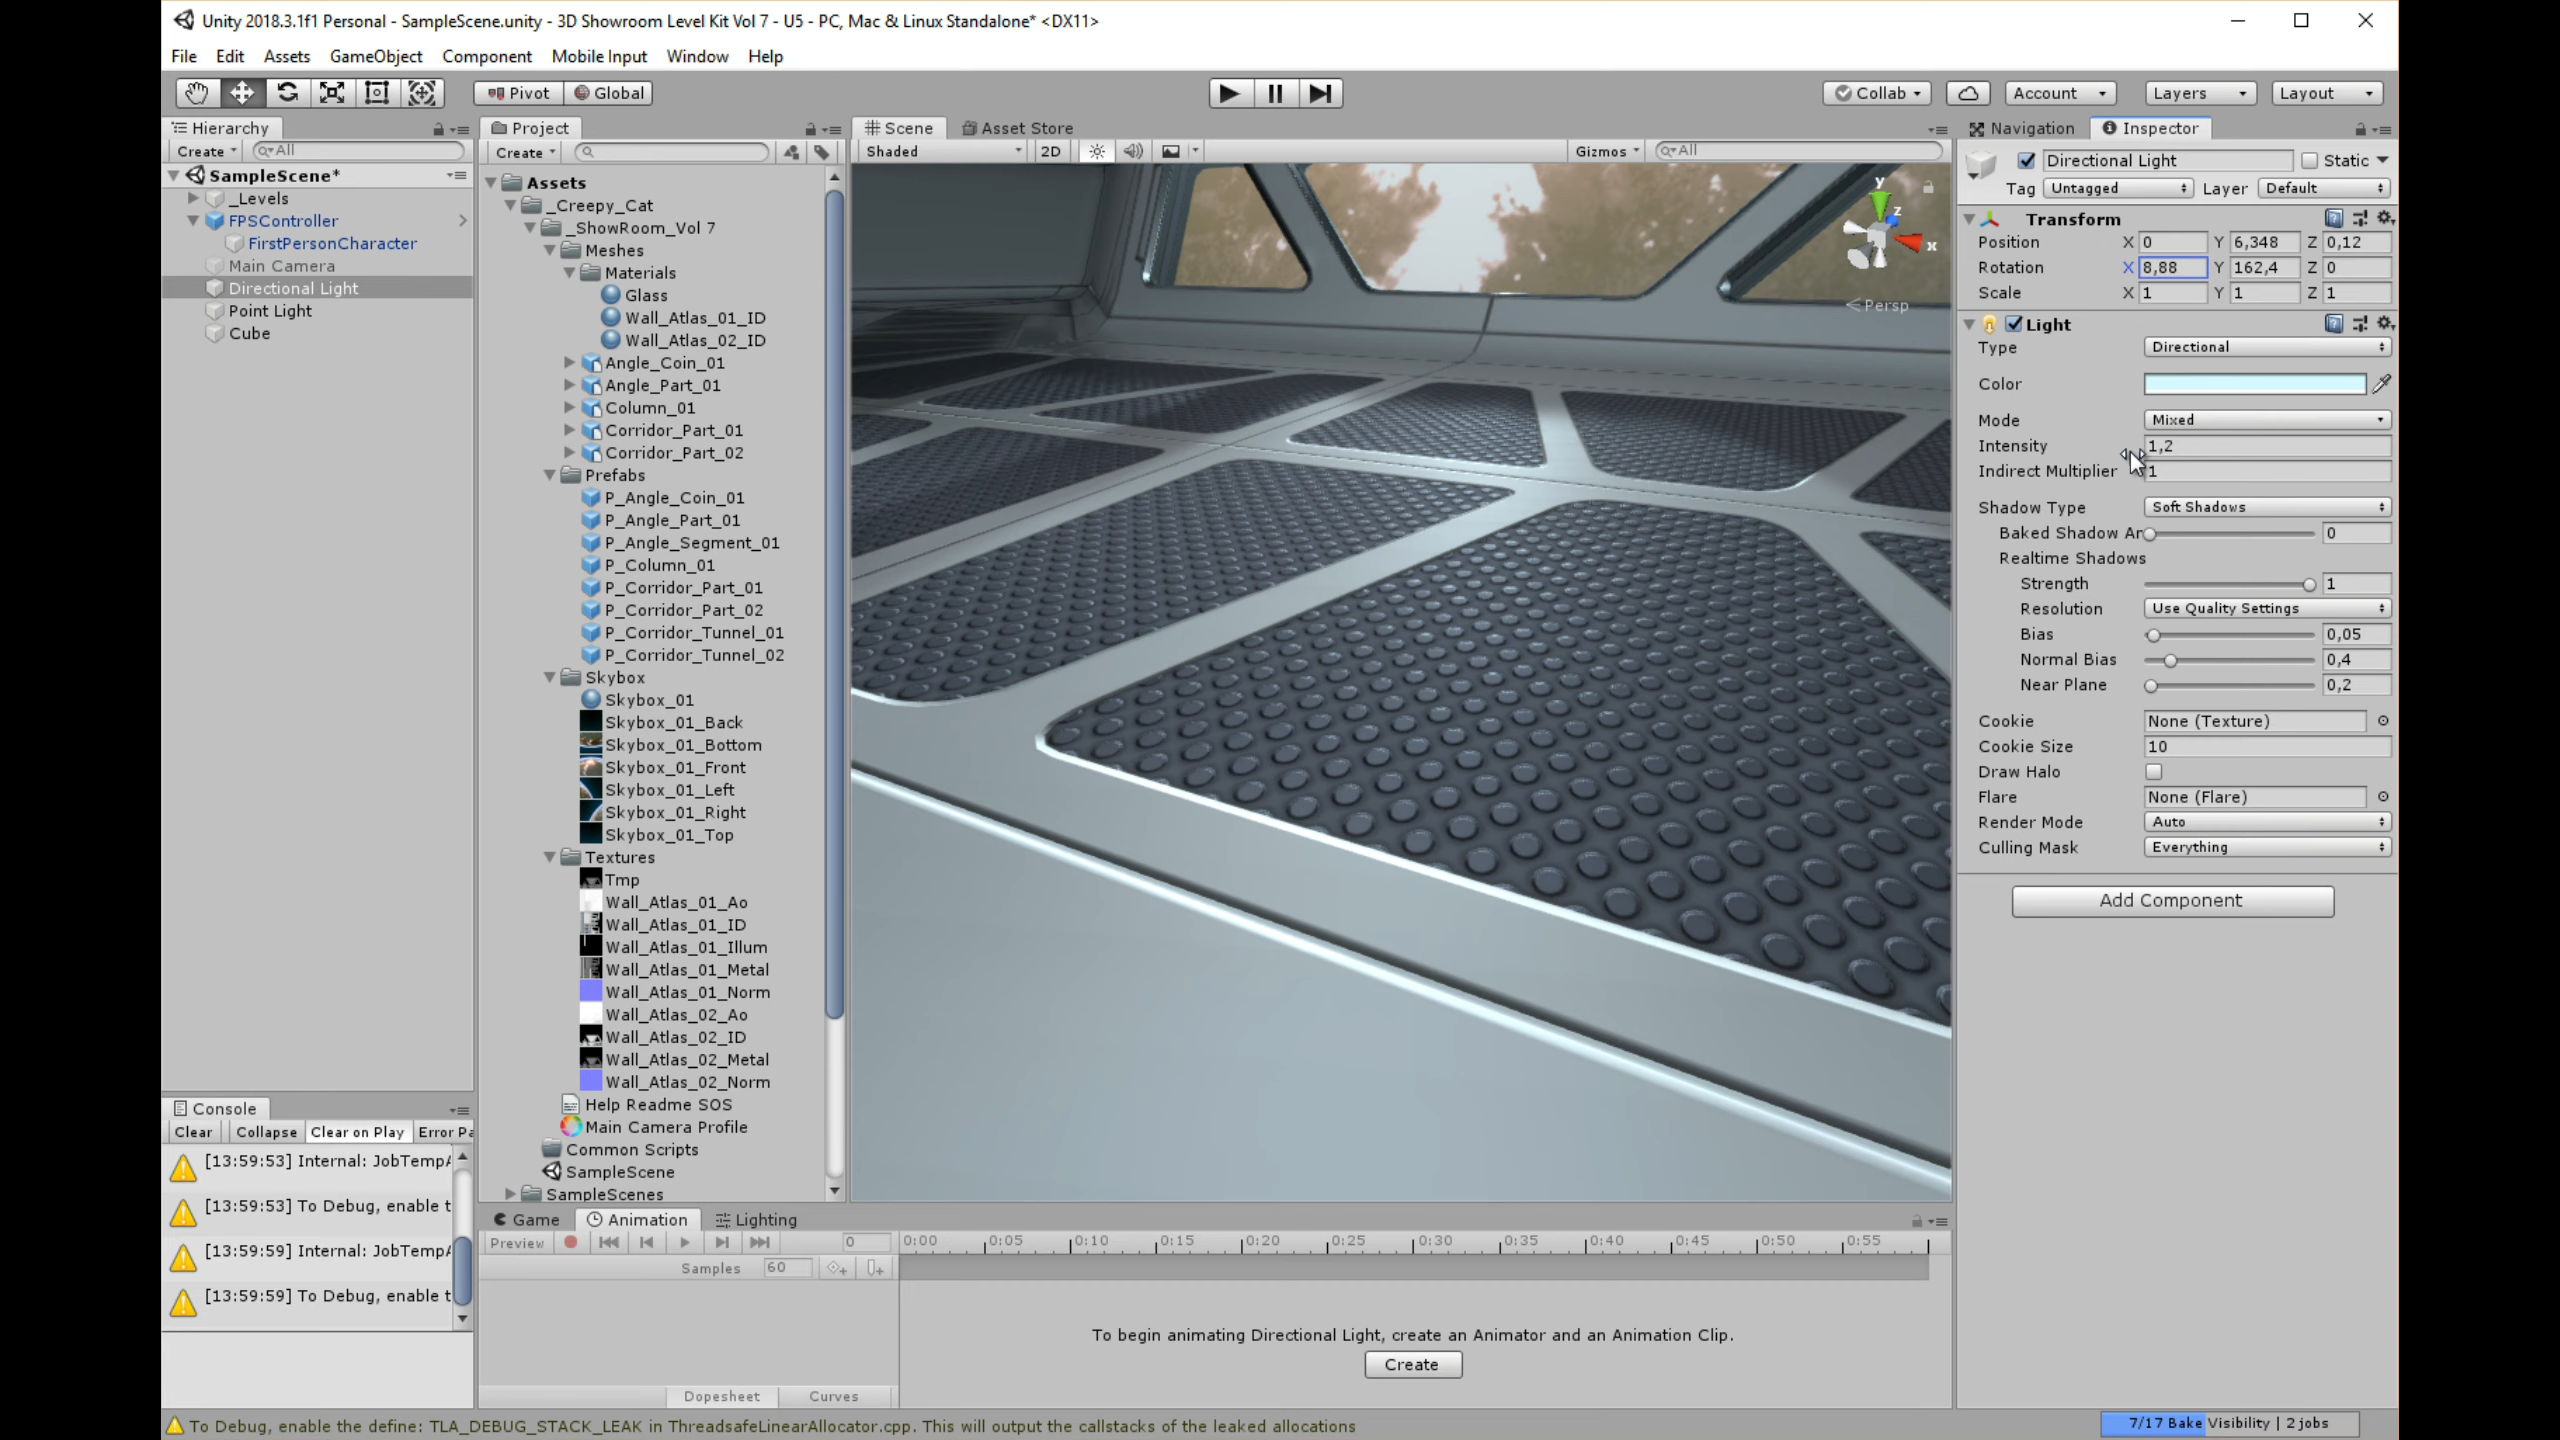 Unity 2018.3.1f1 Personal - SampleScene.unity - 3D Showroom Level Kit Vol 7 - U5 - PC, Mac & Linux Standalone* <DX11>
File Edit Assets GameObject Component Mobile Input Window Help
Pivot Global Collab Account Layers Layout
Hierarchy
Create All
SampleScene*
_Levels
FPSController
FirstPersonCharacter
Main Camera
Directional Light
Point Light
Cube
Project
Create
Assets
_Creepy_Cat
_ShowRoom_Vol 7
Meshes
Materials
Glass
Wall_Atlas_01_ID
Wall_Atlas_02_ID
Angle_Coin_01
Angle_Part_01
Column_01
Corridor_Part_01
Corridor_Part_02
Prefabs
P_Angle_Coin_01
P_Angle_Part_01
P_Angle_Segment_01
P_Column_01
P_Corridor_Part_01
P_Corridor_Part_02
P_Corridor_Tunnel_01
P_Corridor_Tunnel_02
Skybox
Skybox_01
Skybox_01_Back
Skybox_01_Bottom
Skybox_01_Front
Skybox_01_Left
Skybox_01_Right
Skybox_01_Top
Textures
Tmp
Wall_Atlas_01_Ao
Wall_Atlas_01_ID
Wall_Atlas_01_Illum
Wall_Atlas_01_Metal
Wall_Atlas_01_Norm
Wall_Atlas_02_Ao
Wall_Atlas_02_ID
Wall_Atlas_02_Metal
Wall_Atlas_02_Norm
Help Readme SOS
Main Camera Profile
Common Scripts
SampleScene
SampleScenes
Scene Asset Store
Shaded 2D Gizmos All
y
z
x
Persp
Navigation Inspector
Directional Light Static
Tag Untagged Layer Default
Transform
Position X 0 Y 6,348 Z 0,12
Rotation X 8,88 Y 162,4 Z 0
Scale X 1 Y 1 Z 1
Light
Type Directional
Color
Mode Mixed
Intensity 1,2
Indirect Multiplier 1
Shadow Type Soft Shadows
Baked Shadow An 0
Realtime Shadows
Strength 1
Resolution Use Quality Settings
Bias 0,05
Normal Bias 0,4
Near Plane 0,2
Cookie None (Texture)
Cookie Size 10
Draw Halo
Flare None (Flare)
Render Mode Auto
Culling Mask Everything
Add Component
Console
Clear Collapse Clear on Play Error Pa
[13:59:53] Internal: JobTempA
[13:59:53] To Debug, enable t
[13:59:59] Internal: JobTempA
[13:59:59] To Debug, enable t
Game Animation Lighting
Preview 0 0:00 0:05 0:10 0:15 0:20 0:25 0:30 0:35 0:40 0:45 0:50 0:55
Samples 60
To begin animating Directional Light, create an Animator and an Animation Clip.
Create
Dopesheet Curves
To Debug, enable the define: TLA_DEBUG_STACK_LEAK in ThreadsafeLinearAllocator.cpp. This will output the callstacks of the leaked allocations
7/17 Bake Visibility | 2 jobs